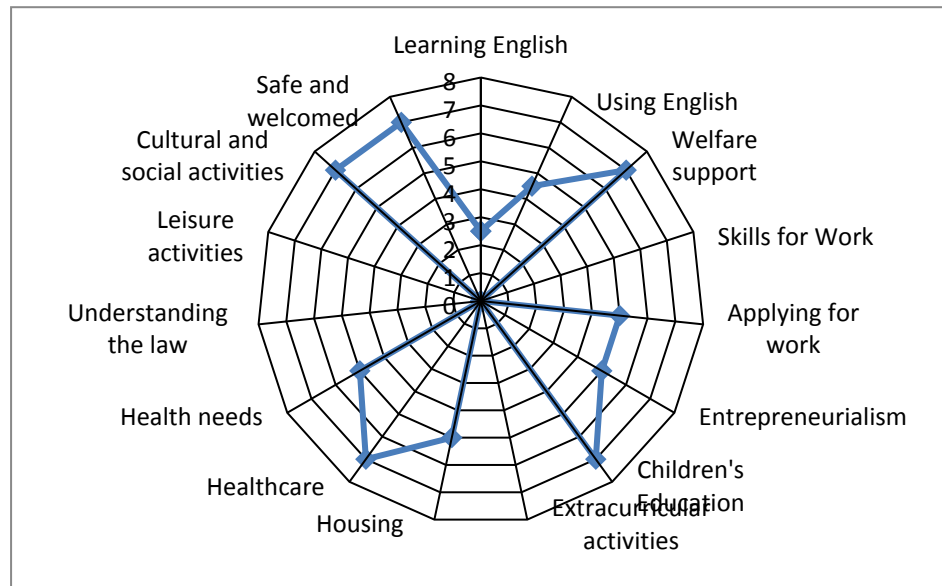 Learning English
Using English
Welfare
support
Skills for Work
Applying for
work
Entrepreneurialism
Children's
Education
Extracurricular
activities
Housing
Healthcare
Health needs
Understanding
the law
Leisure
activities
Cultural and
social activities
Safe and
welcomed
8
7
6
5
4
3
2
1
0